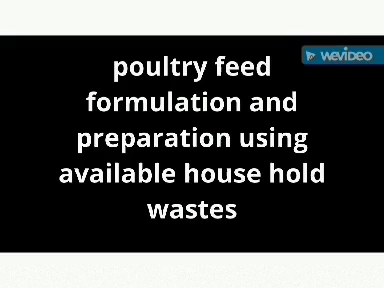 WEVIDEO
poultry feed
formulation and
preparation using
available house hold
wastes